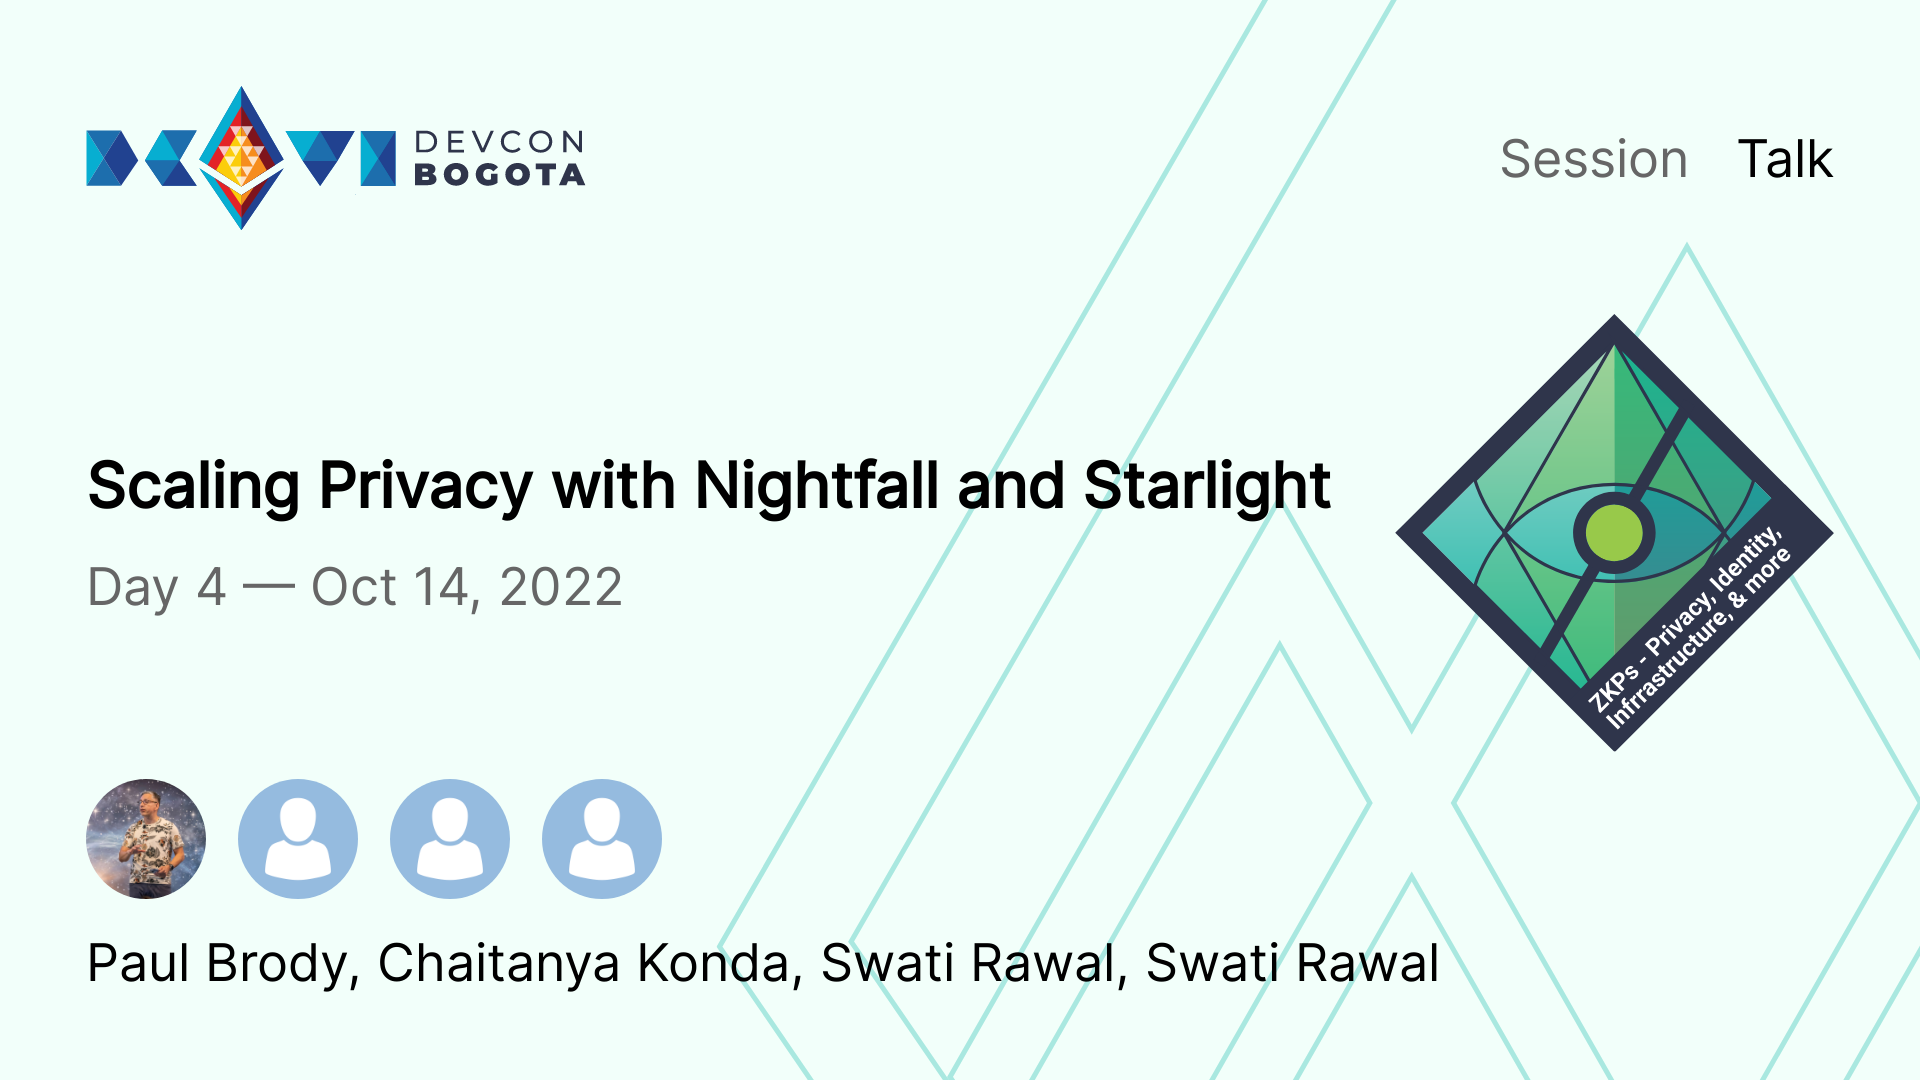 DEVCON
BOGOTA
Session Talk
Scaling Privacy with Nightfall and Starlight
Day 4 — Oct 14, 2022
ZKPs - Privacy, Identity,
Infrrastructure, & more
Paul Brody, Chaitanya Konda, Swati Rawal, Swati Rawal